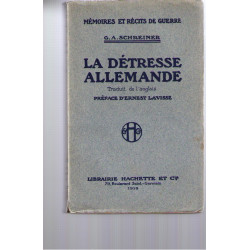 MÉMOIRES ET RÉCITS DE GUERRE
G. A. SCHREINER
LA DÉTRESSE
ALLEMANDE
Traduit de l'anglais
PRÉFACE D'ERNEST LAVISSE
H
LIBRAIRIE HACHETTE ET Cie
79, Boulevard Saint-Germain
1918